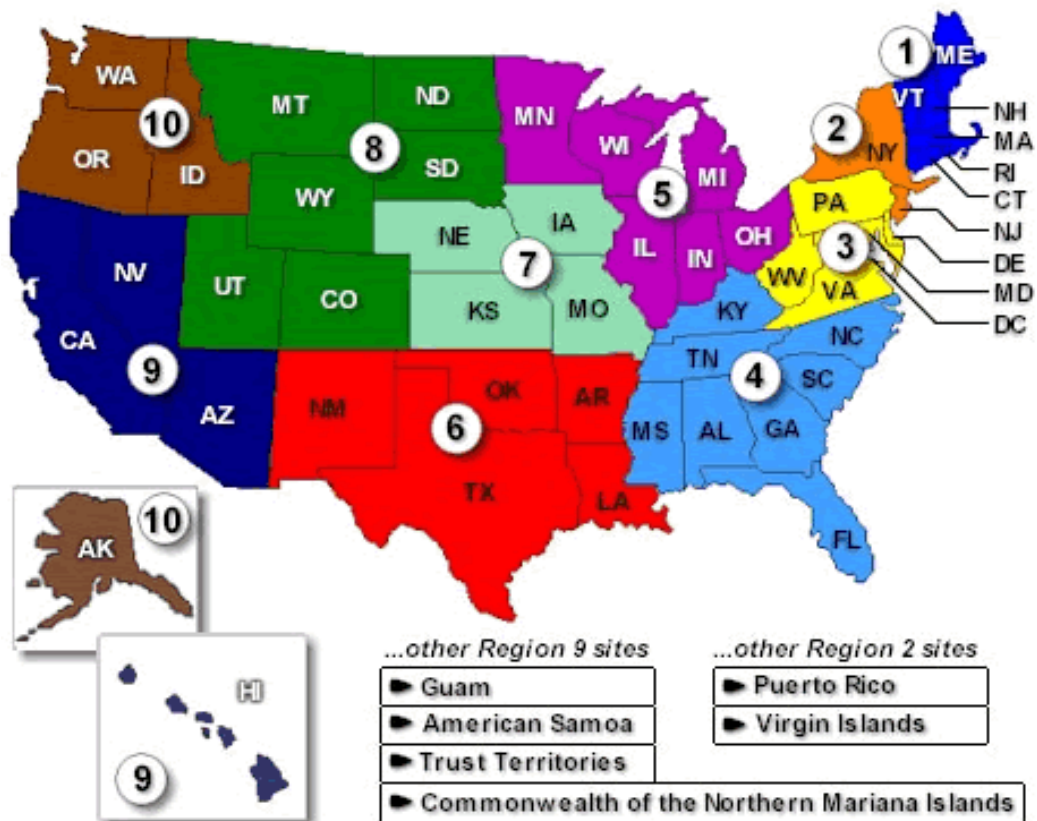 1
ME
WA
MT
ND
MN
VT
10
NH
2
MA
8
WI
NY
OR
ID
SD
5
MI
RI
CT
WY
PA
NJ
NE
IA
OH
3
DE
NV
7
IL
IN
WV
UT
CO
VA
MD
KS
MO
KY
DC
CA
NC
TN
9
4
SC
NM
OK
AR
AZ
6
MS
AL
GA
TX
LA
10
AK
FL
...other Region 9 sites
Guam
American Samoa
Trust Territories
Commonwealth of the Northern Mariana Islands
...other Region 2 sites
Puerto Rico
Virgin Islands
HI
9